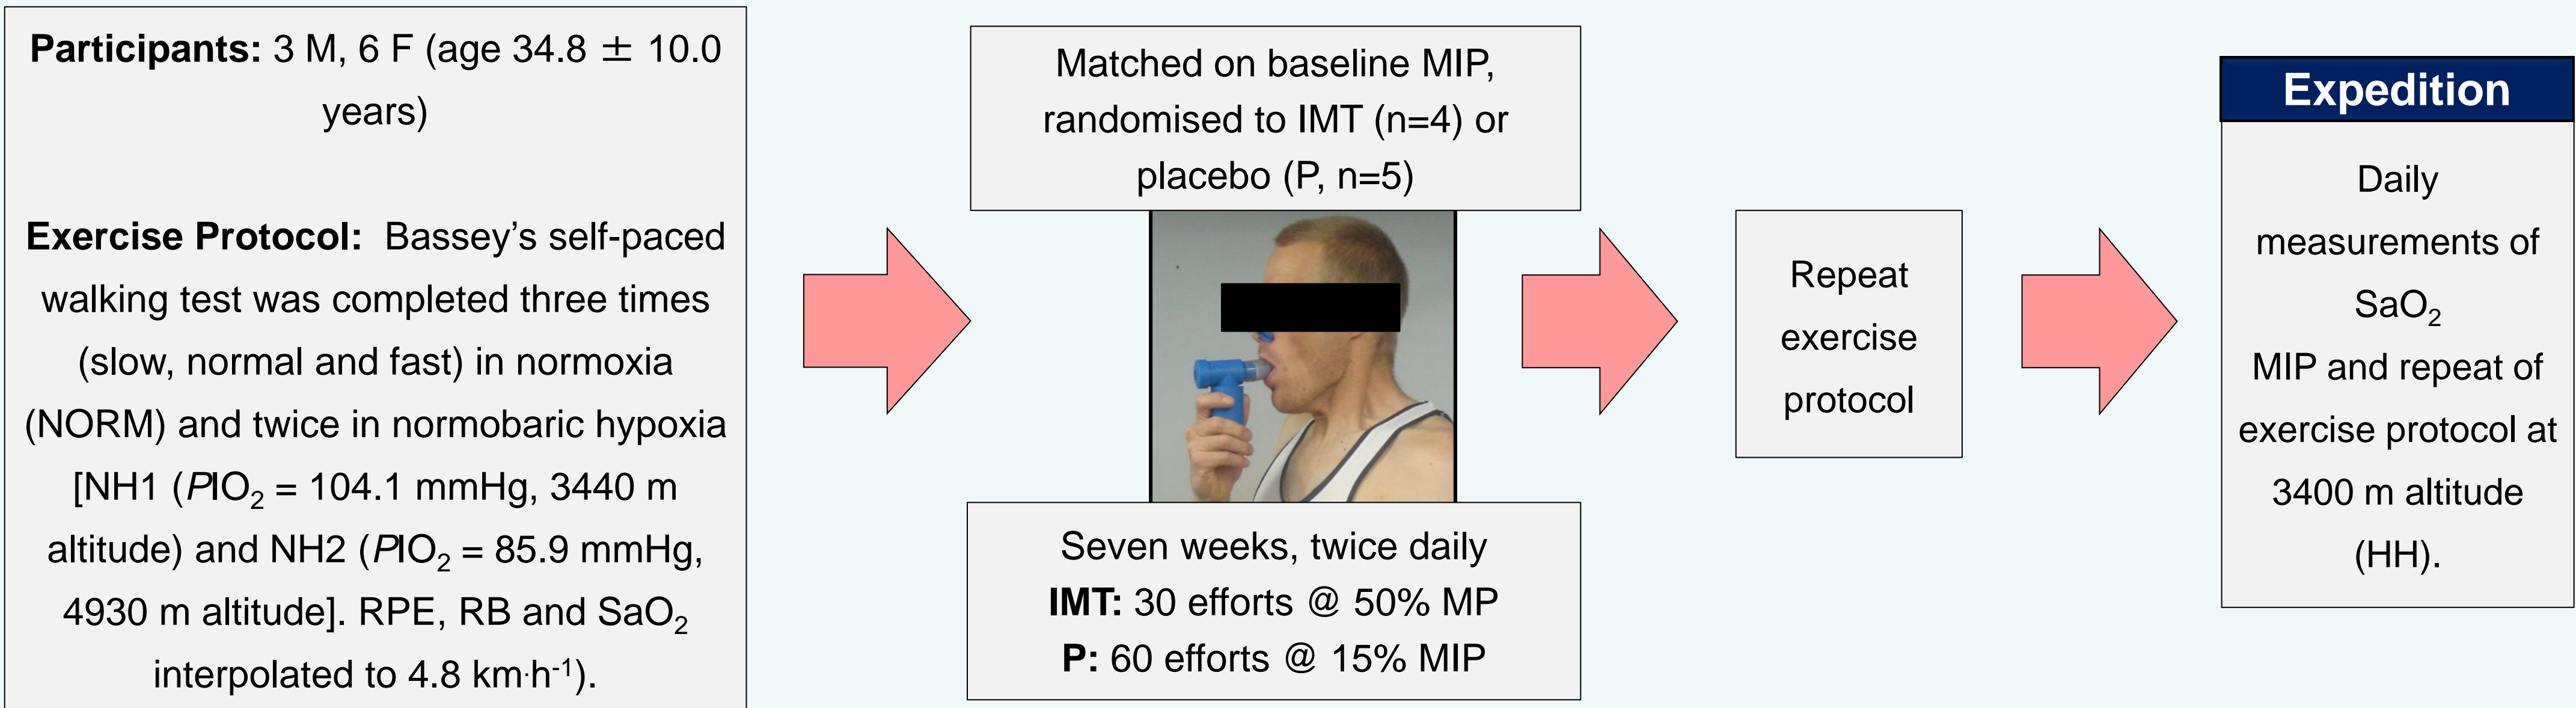 Participants: 3 M, 6 F (age 34.8 ± 10.0
years)
Exercise Protocol: Bassey's self-paced
walking test was completed three times
(slow, normal and fast) in normoxia
(NORM) and twice in normobaric hypoxia
[NH1 (PIO₂ = 104.1 mmHg, 3440 m
altitude) and NH2 (PIO₂ = 85.9 mmHg,
4930 m altitude]. RPE, RB and SaO₂
interpolated to 4.8 km·h⁻¹).
Matched on baseline MIP,
randomised to IMT (n=4) or
placebo (P, n=5)
Seven weeks, twice daily
IMT: 30 efforts @ 50% MP
P: 60 efforts @ 15% MIP
Repeat
exercise
protocol
Expedition
Daily
measurements of
SaO₂
MIP and repeat of
exercise protocol at
3400 m altitude
(HH).